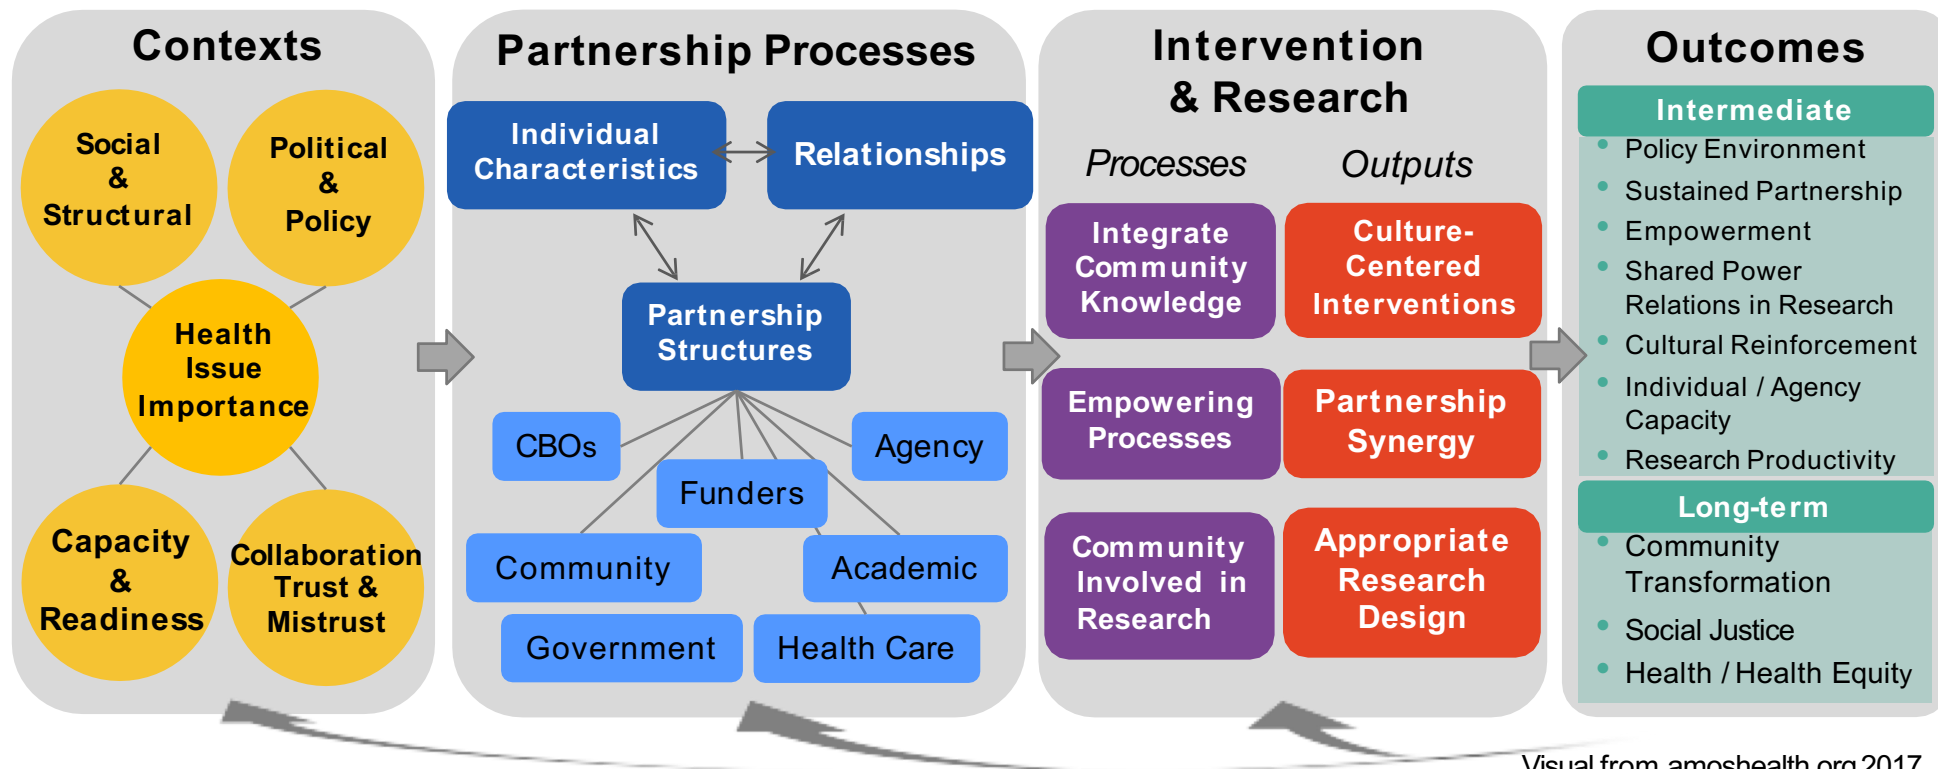 Contexts
Social
&
Structural
Political
&
Policy
Health
Issue
Importance
Capacity
&
Readiness
Collaboration
Trust &
Mistrust
Partnership Processes
Individual
Characteristics
Relationships
Partnership
Structures
CBOs
Agency
Funders
Community
Academic
Government
Health Care
Intervention
& Research
Processes
Outputs
Integrate
Community
Knowledge
Culture-
Centered
Interventions
Empowering
Processes
Partnership
Synergy
Community
Involved in
Research
Appropriate
Research
Design
Outcomes
Intermediate
• Policy Environment
• Sustained Partnership
• Empowerment
• Shared Power
Relations in Research
• Cultural Reinforcement
• Individual / Agency
Capacity
• Research Productivity
Long-term
• Community
Transformation
• Social Justice
• Health / Health Equity
Visual from amoshealth.org 2017